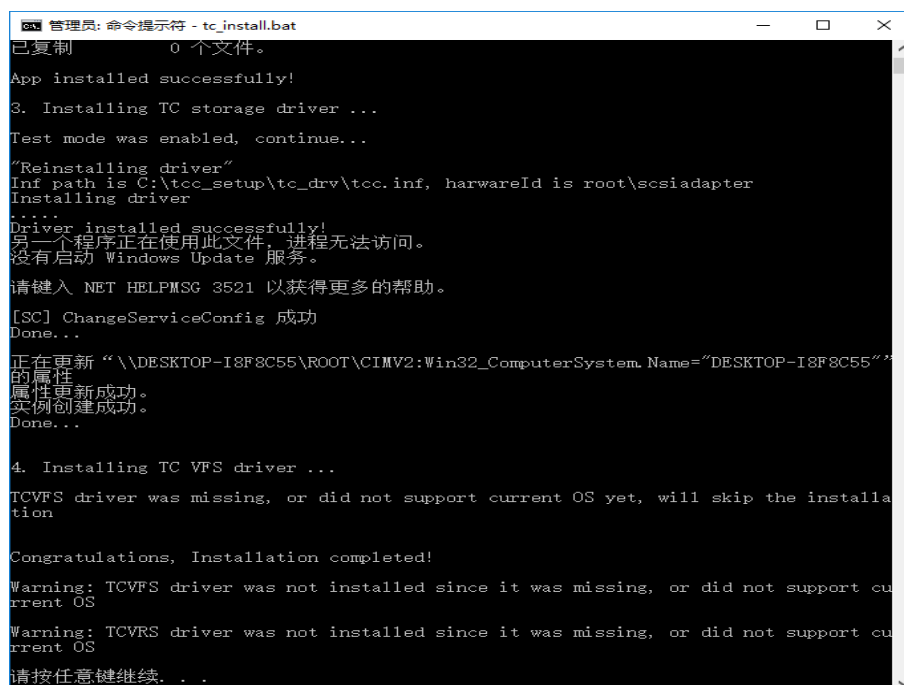 管理员: 命令提示符 - tc_install.bat
已复制         0 个文件。
App installed successfully!
3. Installing TC storage driver ...
Test mode was enabled, continue...
"Reinstalling driver"
Inf path is C:\tcc_setup\tc_drv\tcc.inf, harwareId is root\scsiadapter
Installing driver
.....
Driver installed successfully!
另一个程序正在使用此文件，进程无法访问。
没有启动 Windows Update 服务。
请键入 NET HELPMSG 3521 以获得更多的帮助。
[SC] ChangeServiceConfig 成功
Done...
正在更新“\\DESKTOP-I8F8C55\ROOT\CIMV2:Win32_ComputerSystem.Name="DESKTOP-I8F8C55"”
的属性
属性更新成功。
实例创建成功。
Done...
4. Installing TC VFS driver ...
TCVFS driver was missing, or did not support current OS yet, will skip the installa
tion
Congratulations, Installation completed!
Warning: TCVFS driver was not installed since it was missing, or did not support cu
rrent OS
Warning: TCVRS driver was not installed since it was missing, or did not support cu
rrent OS
请按任意键继续. . .